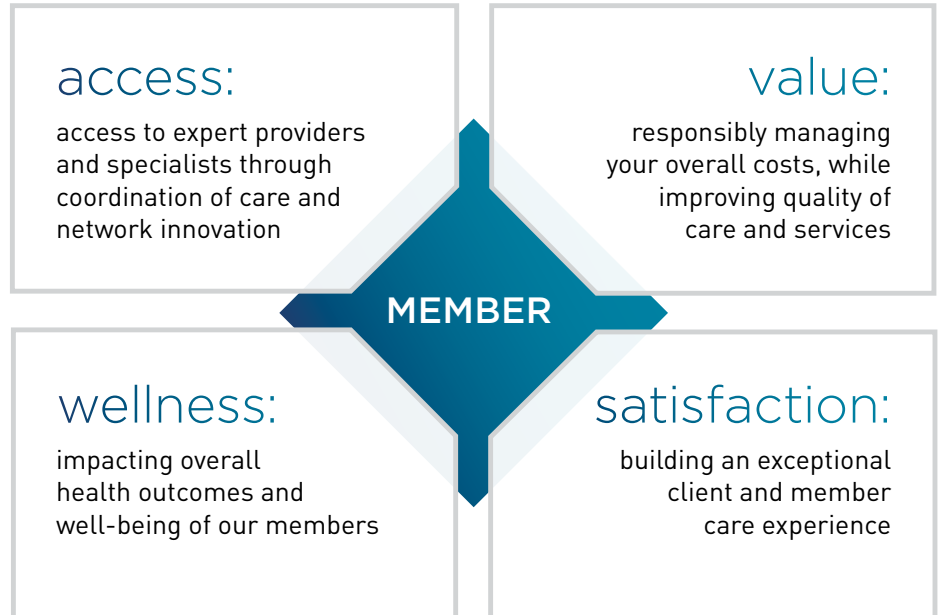 access:
access to expert providers
and specialists through
coordination of care and
network innovation
value:
responsibly managing
your overall costs, while
improving quality of
care and services
MEMBER
wellness:
impacting overall
health outcomes and
well-being of our members
satisfaction:
building an exceptional
client and member
care experience